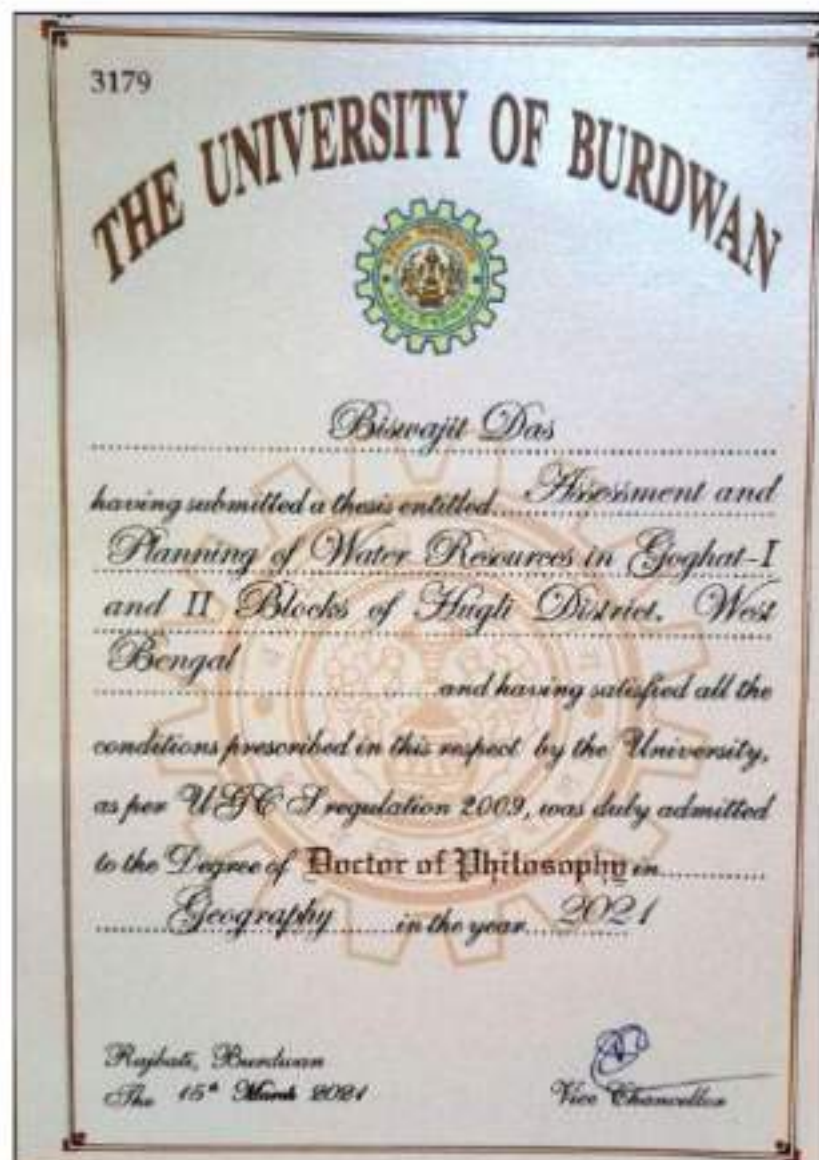 3179
THE UNIVERSITY OF BURDWAN
Biswajit Das
having submitted a thesis entitled Assessment and
Planning of Water Resources in Goghat-I
and II Blocks of Hugli District, West
Bengal and having satisfied all the
conditions prescribed in this respect by the University,
as per UGC'S regulation 2009, was duly admitted
to the Degree of Doctor of Philosophy in
Geography in the year 2021
Rajbati, Burdwan
The 15th March 2021
Vice Chancellor